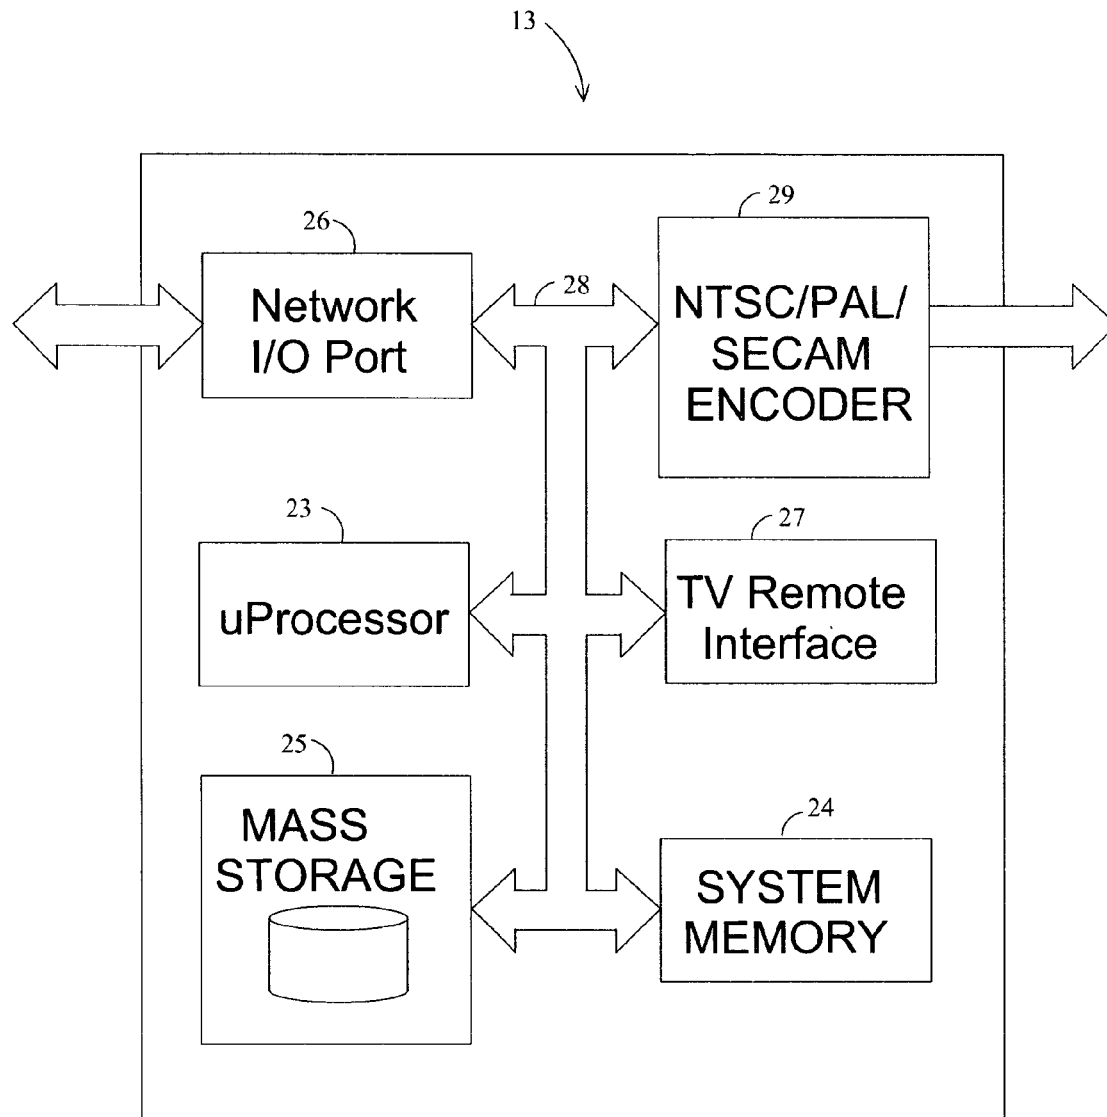 13
26
Network
I/O Port
28
29
NTSC/PAL/
SECAM
ENCODER
23
uProcessor
27
TV Remote
Interface
25
MASS
STORAGE
24
SYSTEM
MEMORY